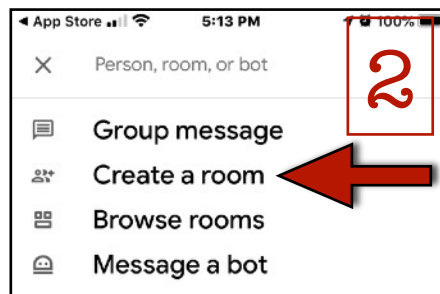 App Store 5:13 PM 100%
Person, room, or bot
2
Group message
Create a room
Browse rooms
Message a bot